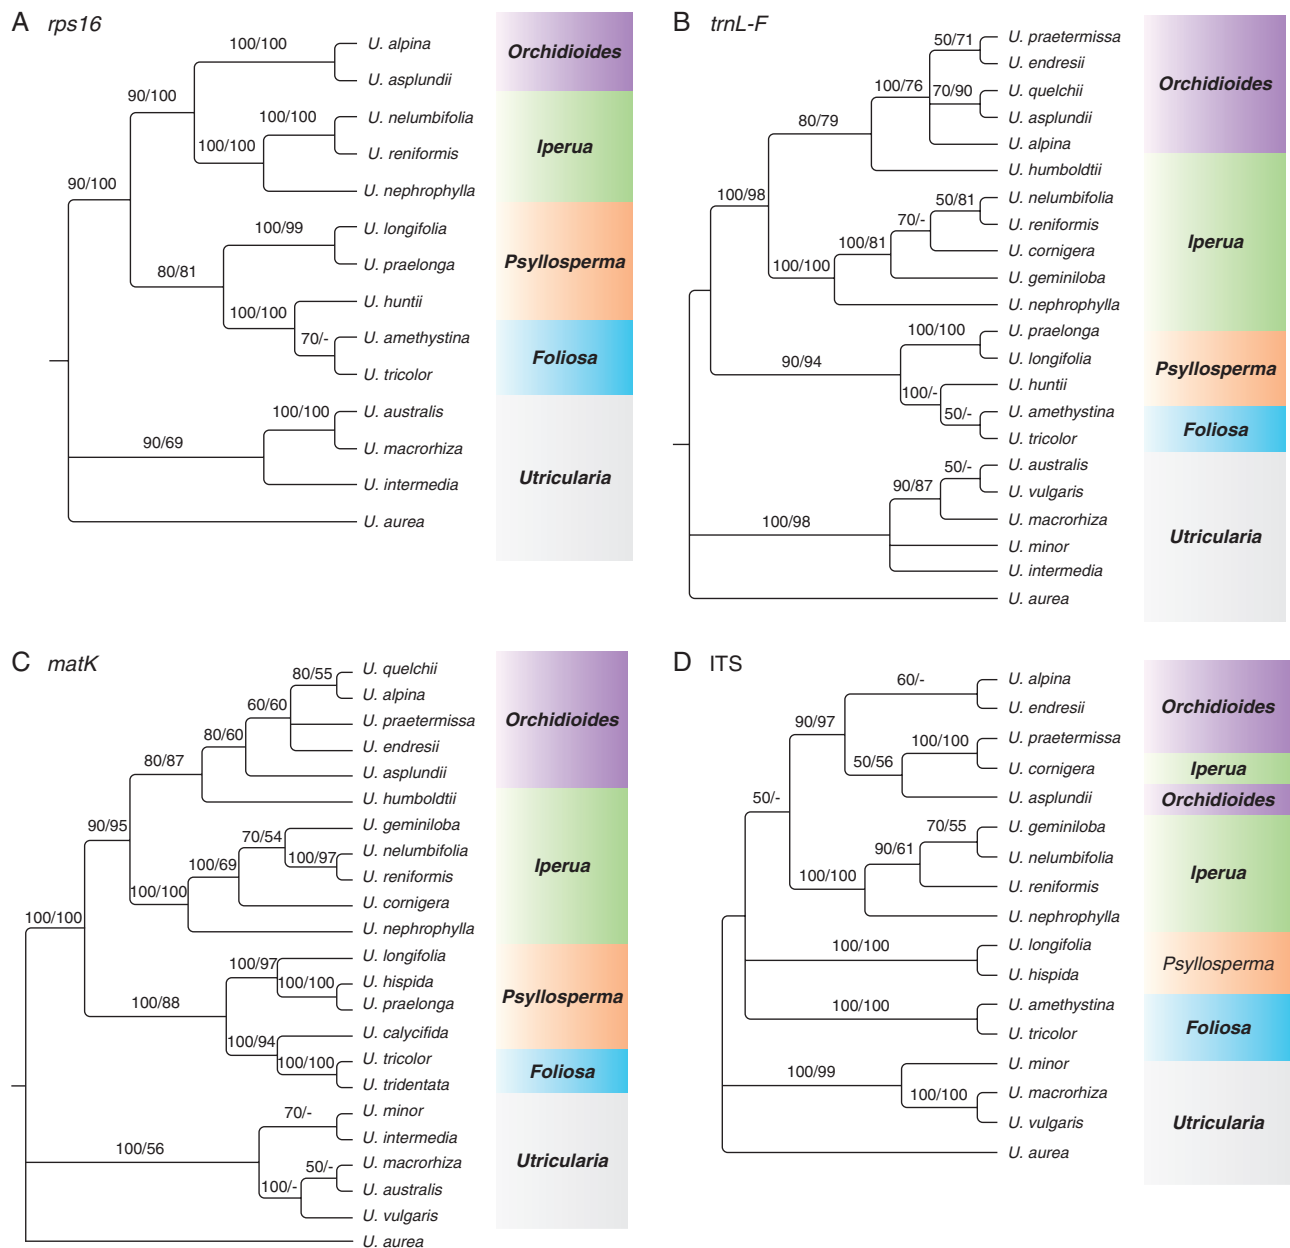 A rps16
100/100
U. alpina
U. asplundii
90/100
100/100
U. nelumbifolia
U. reniformis
100/100
U. nephrophylla
90/100
100/99
U. longifolia
U. praelonga
80/81
100/100
U. huntii
70/-
U. amethystina
U. tricolor
100/100
U. australis
U. macrorhiza
90/69
U. intermedia
U. aurea
Orchidioides
Iperua
Psyllosperma
Foliosa
Utricularia
B trnL-F
50/71
U. praetermissa
U. endresii
100/76
70/90
U. quelchii
U. asplundii
U. alpina
80/79
U. humboldtii
100/98
50/81
U. nelumbifolia
U. reniformis
70/-
U. cornigera
100/81
U. geminiloba
100/100
U. nephrophylla
100/100
U. praelonga
U. longifolia
90/94
100/-
U. huntii
50/-
U. amethystina
U. tricolor
50/-
U. australis
U. vulgaris
90/87
U. macrorhiza
100/98
U. minor
U. intermedia
U. aurea
Orchidioides
Iperua
Psyllosperma
Foliosa
Utricularia
C matK
80/55
U. quelchii
U. alpina
60/60
U. praetermissa
U. endresii
80/60
U. asplundii
80/87
U. humboldtii
90/95
70/54
U. geminiloba
100/97
U. nelumbifolia
U. reniformis
100/69
U. cornigera
100/100
U. nephrophylla
100/100
100/97
U. longifolia
100/100
U. hispida
U. praelonga
100/88
100/94
U. calycifida
100/100
U. tricolor
U. tridentata
70/-
U. minor
U. intermedia
100/56
50/-
U. macrorhiza
U. australis
100/-
U. vulgaris
U. aurea
Orchidioides
Iperua
Psyllosperma
Foliosa
Utricularia
D ITS
60/-
U. alpina
U. endresii
90/97
100/100
U. praetermissa
U. cornigera
50/56
U. asplundii
50/-
70/55
U. geminiloba
U. nelumbifolia
90/61
U. reniformis
100/100
U. nephrophylla
100/100
U. longifolia
U. hispida
100/100
U. amethystina
U. tricolor
100/99
U. minor
100/100
U. macrorhiza
U. vulgaris
U. aurea
Orchidioides
Iperua
Orchidioides
Iperua
Psyllosperma
Foliosa
Utricularia